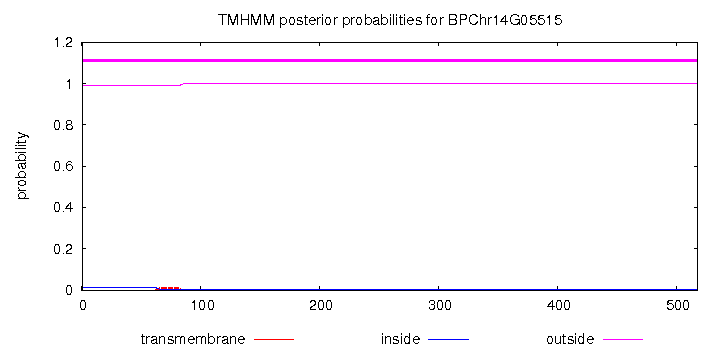 TMHMM posterior probabilities for BPChr14G05515
1.2
1
0.8
0.6
0.4
0.2
0
probability
0 100 200 300 400 500
transmembrane inside outside